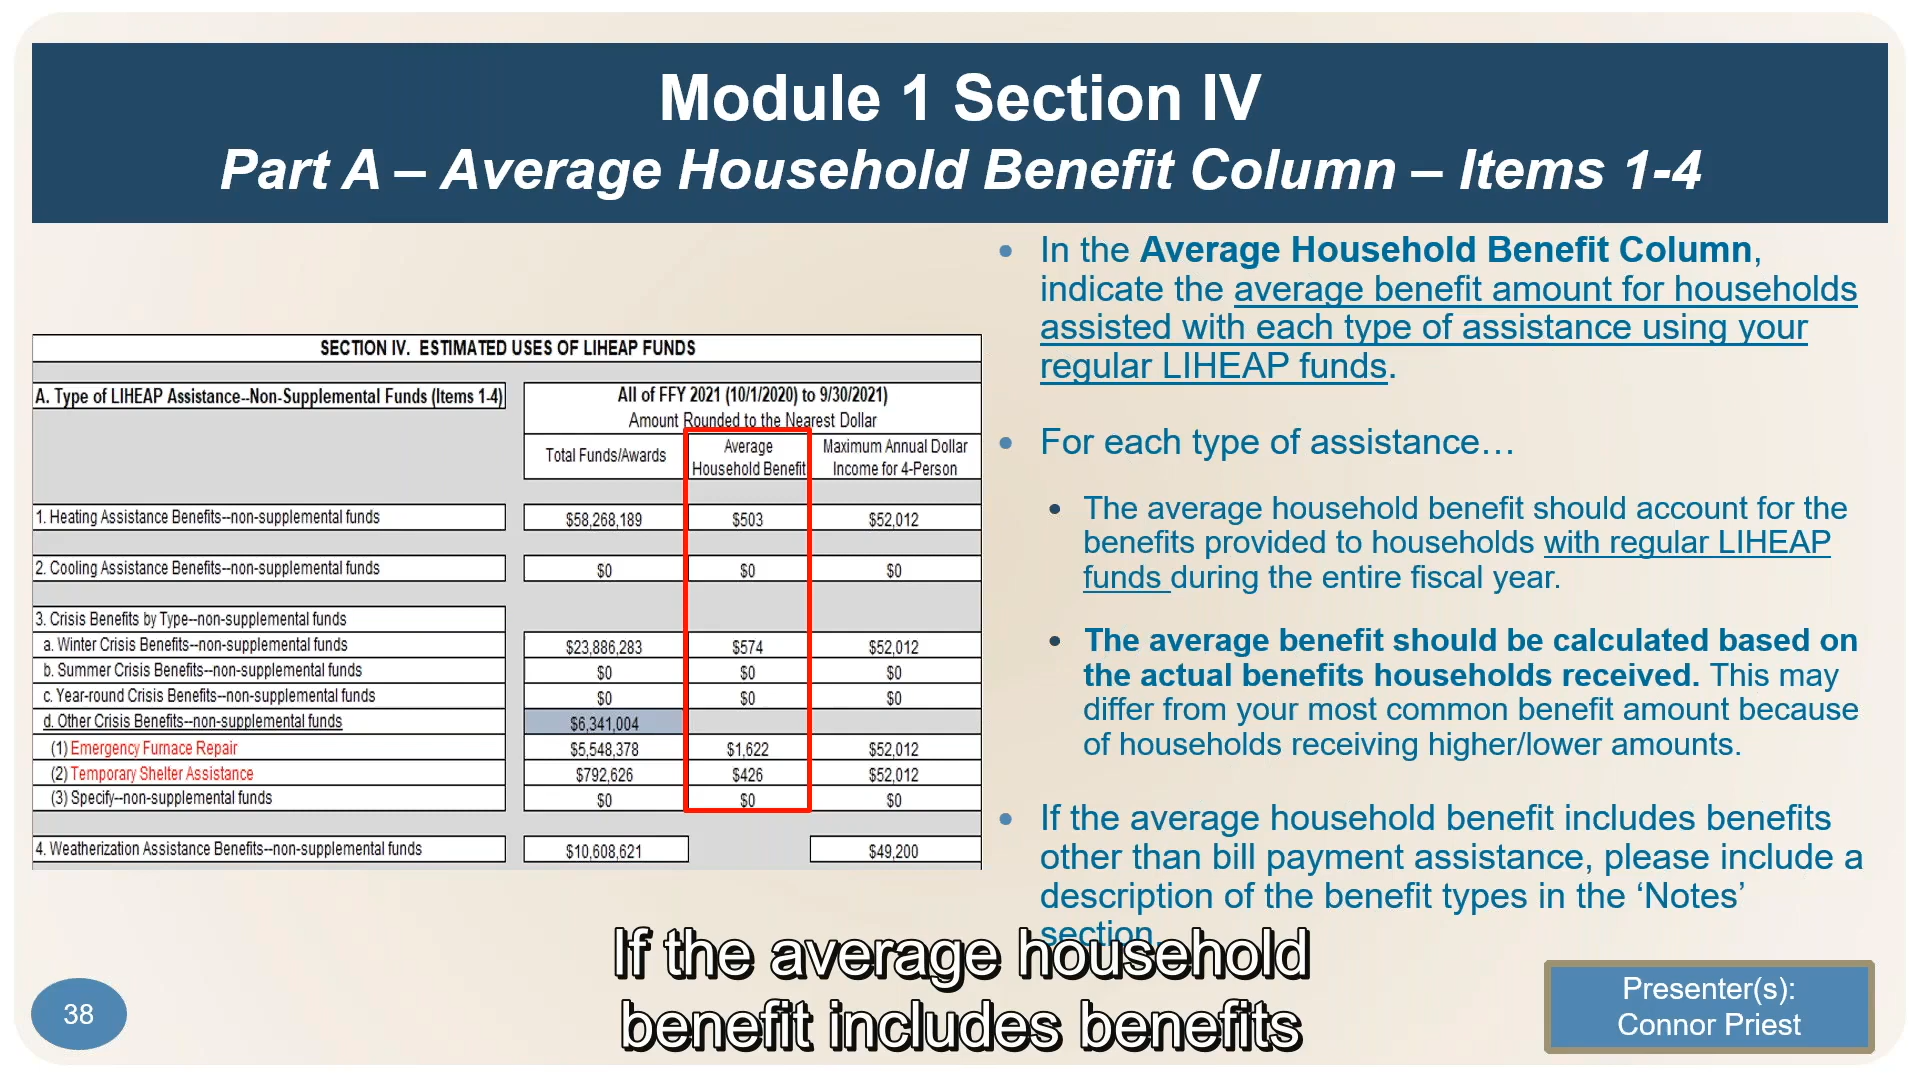 Module 1 Section IV
Part A – Average Household Benefit Column – Items 1-4
SECTION IV. ESTIMATED USES OF LIHEAP FUNDS
A. Type of LIHEAP Assistance--Non-Supplemental Funds (Items 1-4)
All of FFY 2021 (10/1/2020) to 9/30/2021)
Amount Rounded to the Nearest Dollar
Total Funds/Awards
Average
Household Benefit
Maximum Annual Dollar
Income for 4-Person
1. Heating Assistance Benefits--non-supplemental funds $58,268,189 $503 $52,012
2. Cooling Assistance Benefits--non-supplemental funds $0 $0 $0
3. Crisis Benefits by Type--non-supplemental funds
a. Winter Crisis Benefits--non-supplemental funds $23,886,283 $574 $52,012
b. Summer Crisis Benefits--non-supplemental funds $0 $0 $0
c. Year-round Crisis Benefits--non-supplemental funds $0 $0 $0
d. Other Crisis Benefits--non-supplemental funds $6,341,004
(1) Emergency Furnace Repair $5,548,378 $1,622 $52,012
(2) Temporary Shelter Assistance $792,626 $426 $52,012
(3) Specify--non-supplemental funds $0 $0 $0
4. Weatherization Assistance Benefits--non-supplemental funds $10,608,621 $49,200
• In the Average Household Benefit Column,
indicate the average benefit amount for households
assisted with each type of assistance using your
regular LIHEAP funds.
• For each type of assistance…
• The average household benefit should account for the
benefits provided to households with regular LIHEAP
funds during the entire fiscal year.
• The average benefit should be calculated based on
the actual benefits households received. This may
differ from your most common benefit amount because
of households receiving higher/lower amounts.
• If the average household benefit includes benefits
other than bill payment assistance, please include a
description of the benefit types in the ‘Notes’
section.
If the average household
benefit includes benefits
38
Presenter(s):
Connor Priest